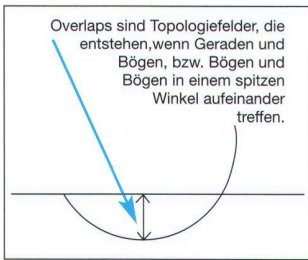 Overlaps sind Topologiefelder, die
entstehen,wenn Geraden und
Bögen, bzw. Bögen und
Bögen in einem spitzen
Winkel aufeinander
treffen.